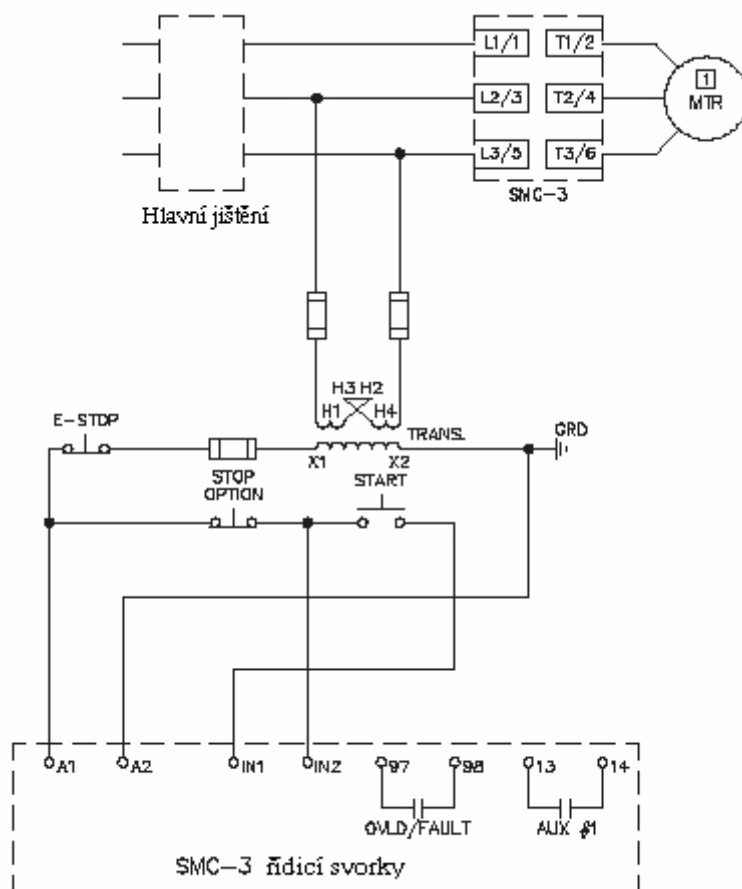 L1/1 T1/2
1
MTR
L2/3 T2/4
L3/5 T3/6
SMC-3
Hlavní jištění
H3 H2
H1 H4
E-STOP
TRANS.
GRD
X1 X2
STOP
OPTION
START
A1 A2 IN1 IN2 97 98 13 14
OVLD/FAULT AUX #1
SMC-3 řídicí svorky